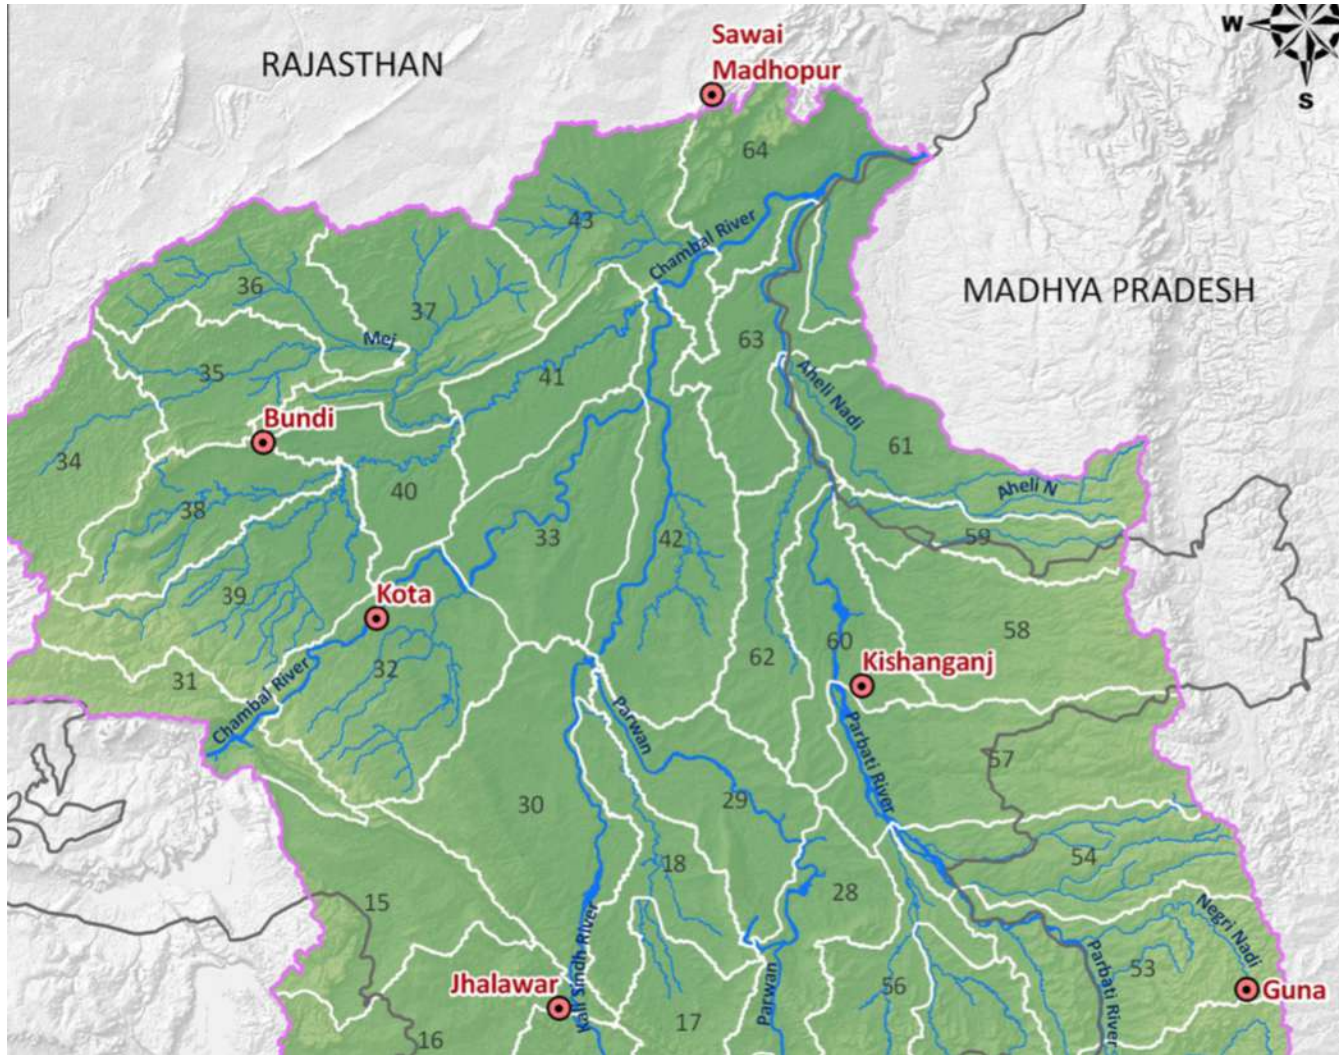 Sawai
Madhopur
W
S
RAJASTHAN
64
43
Chambal River
36
37
MADHYA PRADESH
Mej
63
35
41
Aheli Nadi
Bundi
34
61
40
Aheli N
38
33
42
59
39
Kota
58
60
62
Kishanganj
31
32
Chambal River
Parwan
Parbati River
57
30
29
54
18
28
15
Negri Nadi
Kali Sindh River
Parbati River
53
Jhalawar
56
Guna
Parwan
17
16